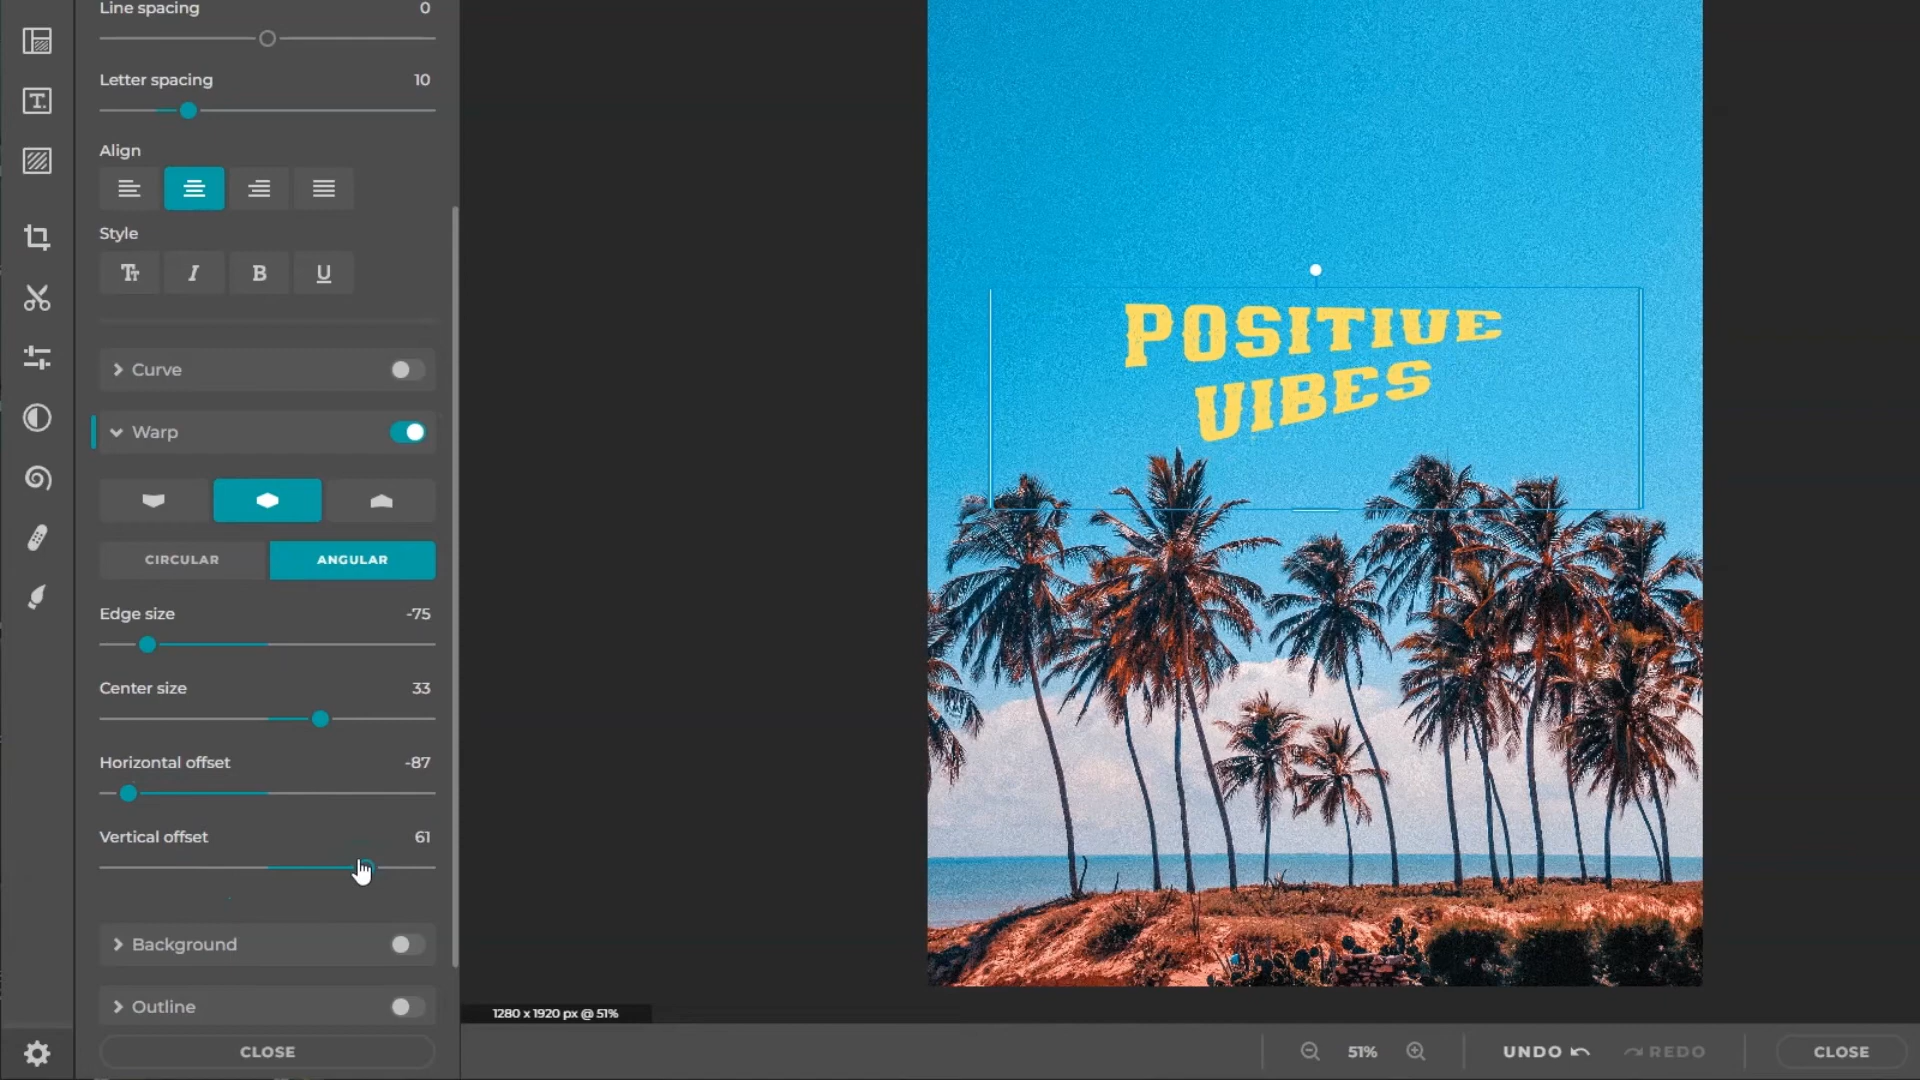 Line spacing 0
Letter spacing 10
Align
Style
Tт I B U
Curve
Warp
CIRCULAR ANGULAR
Edge size -75
Center size 33
Horizontal offset -87
Vertical offset 61
Background
Outline
CLOSE
POSITIVE
VIBES
1280 x 1920 px @ 51%
51% UNDO REDO CLOSE